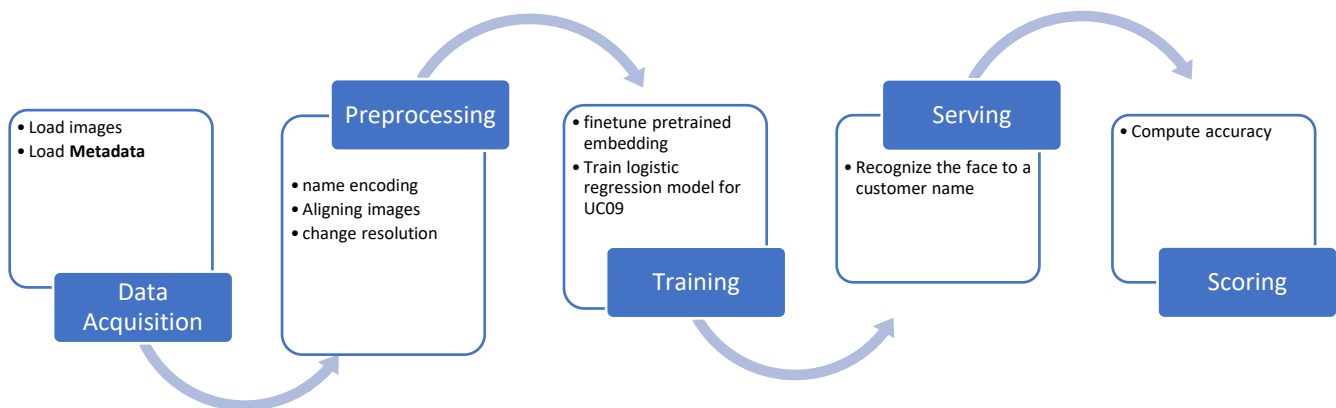 • Load images
• Load Metadata
Data
Acquisition
Preprocessing
• name encoding
• Aligning images
• change resolution
• finetune pretrained
embedding
• Train logistic
regression model for
UC09
Training
Serving
• Recognize the face to a
customer name
• Compute accuracy
Scoring